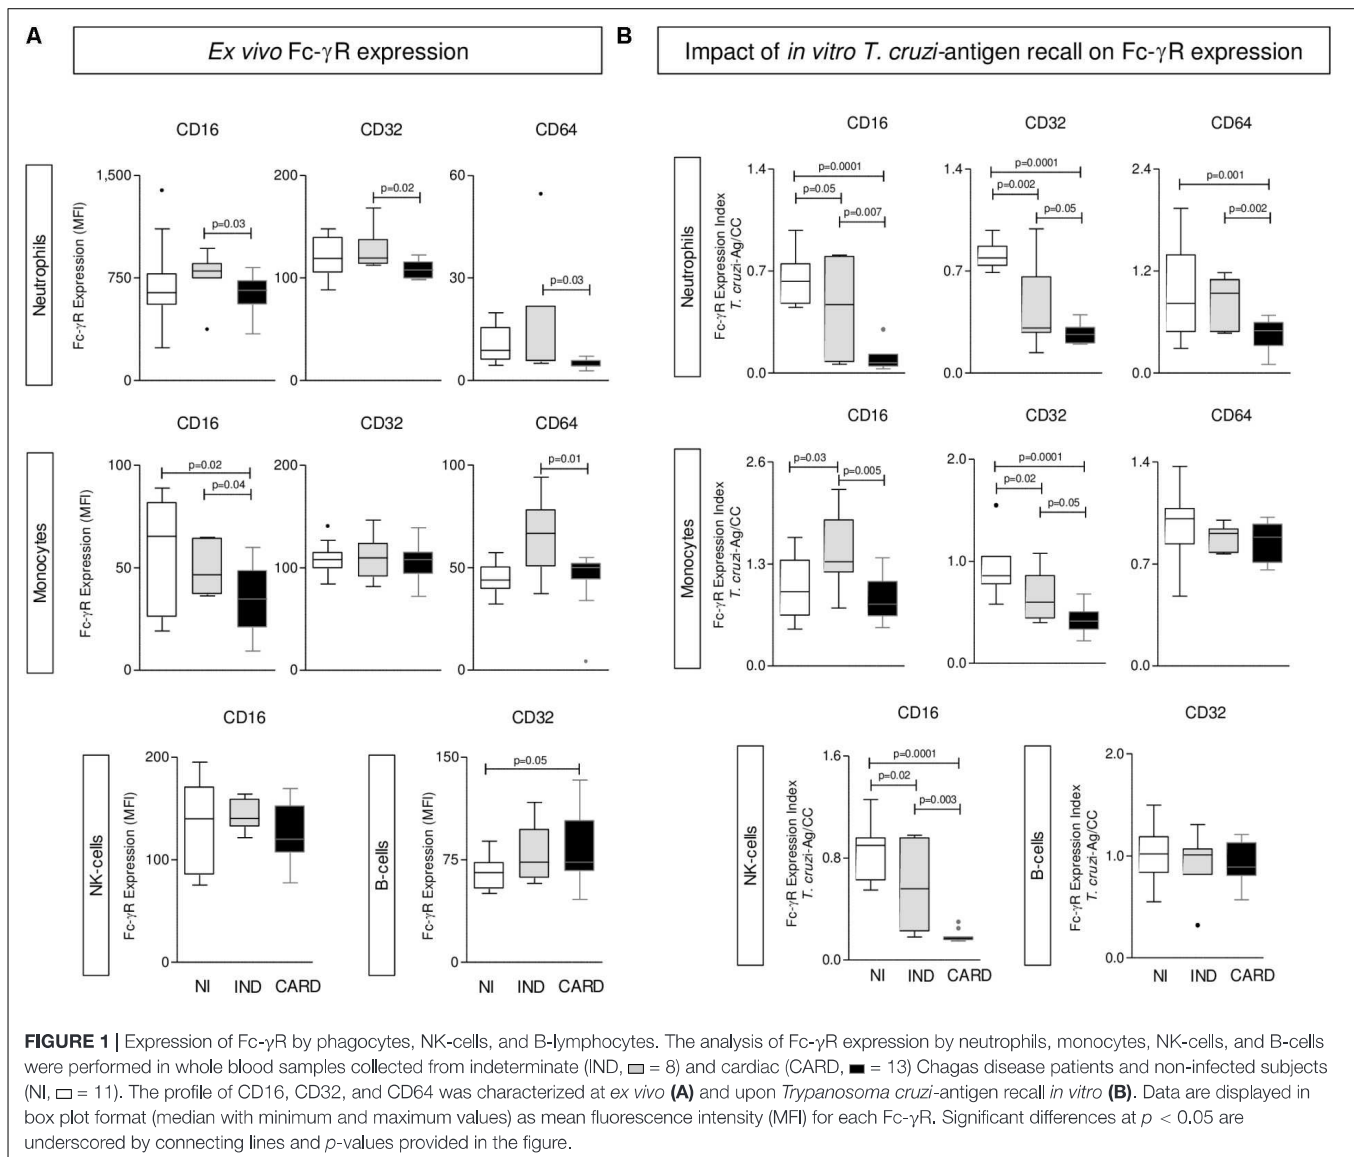 A
Ex vivo Fc-γR expression
CD16
CD32
CD64
Neutrophils
Fc-γR Expression (MFI)
1,500
750
0
p=0.03
200
100
0
p=0.02
60
30
0
p=0.03
CD16
CD32
CD64
Monocytes
Fc-γR Expression (MFI)
100
50
0
p=0.02
p=0.04
200
100
0
100
50
0
p=0.01
CD16
CD32
NK-cells
Fc-γR Expression (MFI)
200
100
0
NI IND CARD
B-cells
Fc-γR Expression (MFI)
150
75
0
p=0.05
NI IND CARD
B
Impact of in vitro T. cruzi-antigen recall on Fc-γR expression
CD16
CD32
CD64
Neutrophils
Fc-γR Expression Index
T. cruzi-Ag/CC
1.4
0.7
0.0
p=0.0001
p=0.05
p=0.007
1.4
0.7
0.0
p=0.0001
p=0.002
p=0.05
2.4
1.2
0.0
p=0.001
p=0.002
CD16
CD32
CD64
Monocytes
Fc-γR Expression Index
T. cruzi-Ag/CC
2.6
1.3
0.0
p=0.03
p=0.005
2.0
1.0
0.0
p=0.0001
p=0.02
p=0.05
1.4
0.7
0.0
CD16
CD32
NK-cells
Fc-γR Expression Index
T. cruzi-Ag/CC
1.6
0.8
0.0
p=0.0001
p=0.02
p=0.003
NI IND CARD
B-cells
Fc-γR Expression Index
T. cruzi-Ag/CC
2.0
1.0
0.0
NI IND CARD
FIGURE 1 | Expression of Fc-γR by phagocytes, NK-cells, and B-lymphocytes. The analysis of Fc-γR expression by neutrophils, monocytes, NK-cells, and B-cells
were performed in whole blood samples collected from indeterminate (IND, = 8) and cardiac (CARD, = 13) Chagas disease patients and non-infected subjects
(NI, = 11). The profile of CD16, CD32, and CD64 was characterized at ex vivo (A) and upon Trypanosoma cruzi-antigen recall in vitro (B). Data are displayed in
box plot format (median with minimum and maximum values) as mean fluorescence intensity (MFI) for each Fc-γR. Significant differences at p < 0.05 are
underscored by connecting lines and p-values provided in the figure.